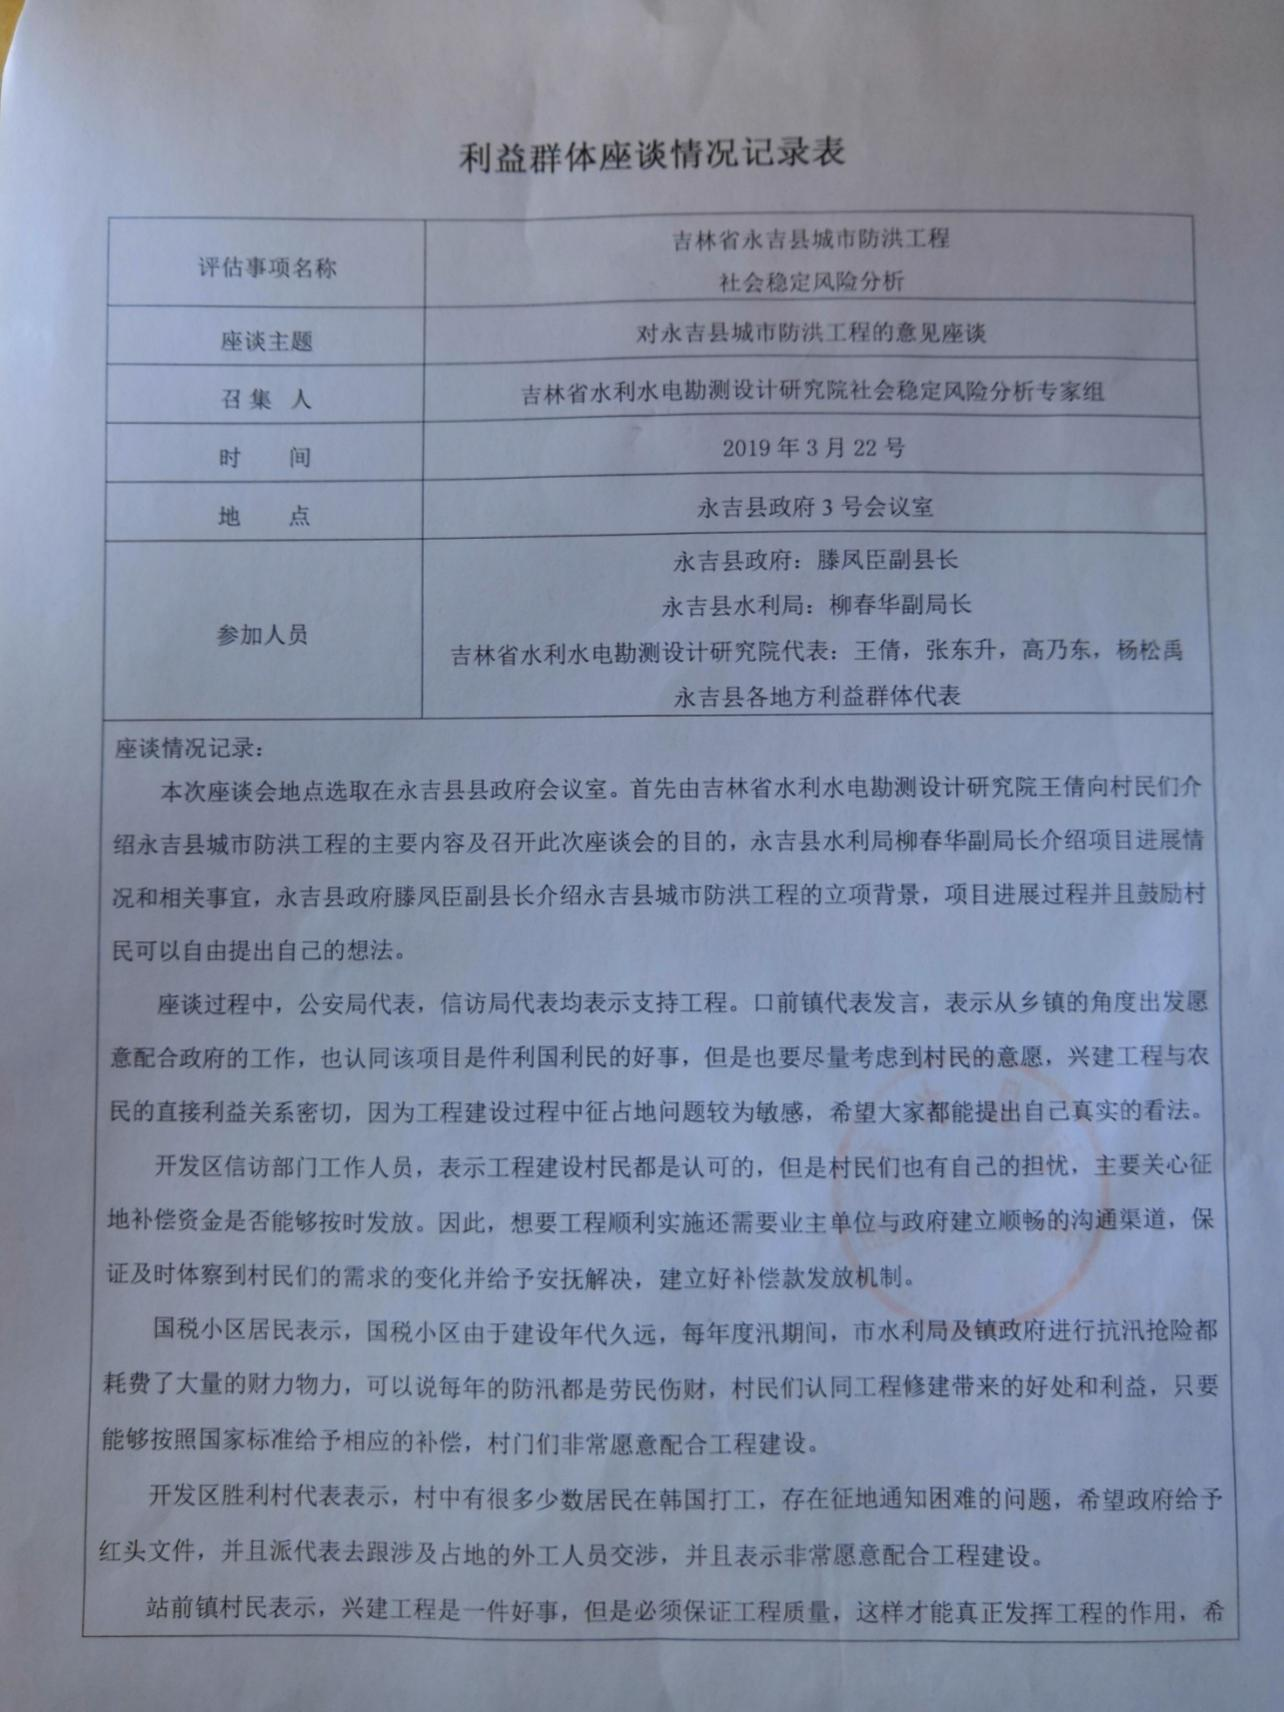 利益群体座谈情况记录表
评估事项名称
吉林省永吉县城市防洪工程
社会稳定风险分析
座谈主题
对永吉县城市防洪工程的意见座谈
召集 人
吉林省水利水电勘测设计研究院社会稳定风险分析专家组
时 间
2019 年 3 月 22 号
地 点
永吉县政府 3 号会议室
参加人员
永吉县政府：滕凤臣副县长
永吉县水利局：柳春华副局长
吉林省水利水电勘测设计研究院代表：王倩，张东升，高乃东，杨松禹
永吉县各地方利益群体代表
座谈情况记录：
本次座谈会地点选取在永吉县县政府会议室。首先由吉林省水利水电勘测设计研究院王倩向村民们介
绍永吉县城市防洪工程的主要内容及召开此次座谈会的目的，永吉县水利局柳春华副局长介绍项目进展情
况和相关事宜，永吉县政府滕凤臣副县长介绍永吉县城市防洪工程的立项背景，项目进展过程并且鼓励村
民可以自由提出自己的想法。
座谈过程中，公安局代表，信访局代表均表示支持工程。口前镇代表发言，表示从乡镇的角度出发愿
意配合政府的工作，也认同该项目是件利国利民的好事，但是也要尽量考虑到村民的意愿，兴建工程与农
民的直接利益关系密切，因为工程建设过程中征占地问题较为敏感，希望大家都能提出自己真实的看法。
开发区信访部门工作人员，表示工程建设村民都是认可的，但是村民们也有自己的担忧，主要关心征
地补偿资金是否能够按时发放。因此，想要工程顺利实施还需要业主单位与政府建立顺畅的沟通渠道，保
证及时体察到村民们的需求的变化并给予安抚解决，建立好补偿款发放机制。
国税小区居民表示，国税小区由于建设年代久远，每年度汛期间，市水利局及镇政府进行抗汛抢险都
耗费了大量的财力物力，可以说每年的防汛都是劳民伤财，村民们认同工程修建带来的好处和利益，只要
能够按照国家标准给予相应的补偿，村门们非常愿意配合工程建设。
开发区胜利村代表表示，村中有很多少数居民在韩国打工，存在征地通知困难的问题，希望政府给予
红头文件，并且派代表去跟涉及占地的外工人员交涉，并且表示非常愿意配合工程建设。
站前镇村民表示，兴建工程是一件好事，但是必须保证工程质量，这样才能真正发挥工程的作用，希